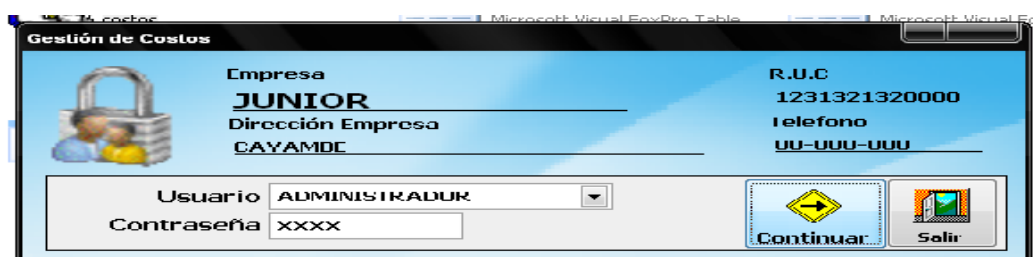 14 costos
Microsoft Visual FoxPro Table
Microsoft Visual F
Gestión de Costos
Empresa
R.U.C
JUNIOR
1231321320000
Dirección Empresa
Telefono
CAYAMBE
00-000-000
Usuario ADMINISTRADOR
Contraseña xxxx
Continuar
Salir